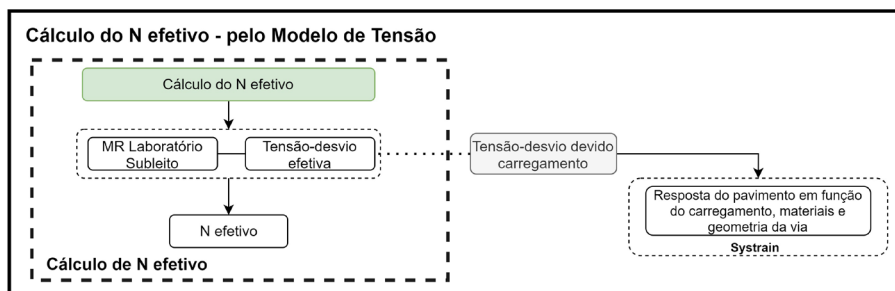 Cálculo do N efetivo - pelo Modelo de Tensão
Cálculo do N efetivo
MR Laboratório
Subleito
Tensão-desvio
efetiva
Tensão-desvio devido
carregamento
N efetivo
Cálculo de N efetivo
Resposta do pavimento em função
do carregamento, materiais e
geometria da via
Systrain